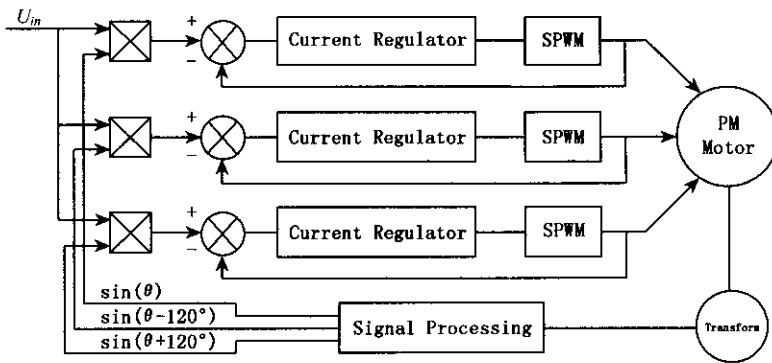 U_in
+
−
Current Regulator
SPWM
+
−
Current Regulator
SPWM
PM
Motor
+
−
Current Regulator
SPWM
sin(θ)
sin(θ-120°)
sin(θ+120°)
Signal Processing
Transform